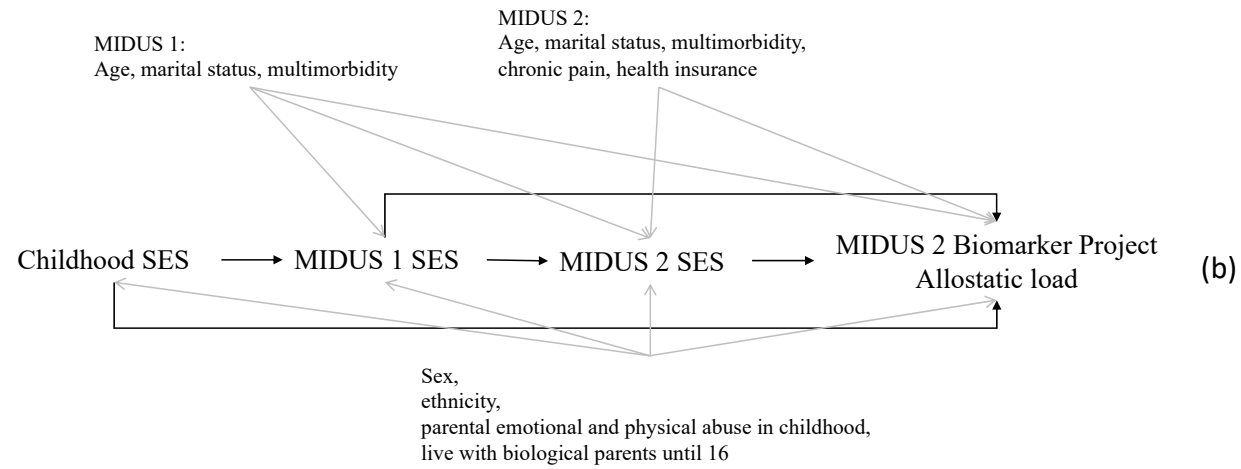 MIDUS 1:
Age, marital status, multimorbidity
MIDUS 2:
Age, marital status, multimorbidity,
chronic pain, health insurance
Childhood SES
MIDUS 1 SES
MIDUS 2 SES
MIDUS 2 Biomarker Project
Allostatic load
(b)
Sex,
ethnicity,
parental emotional and physical abuse in childhood,
live with biological parents until 16